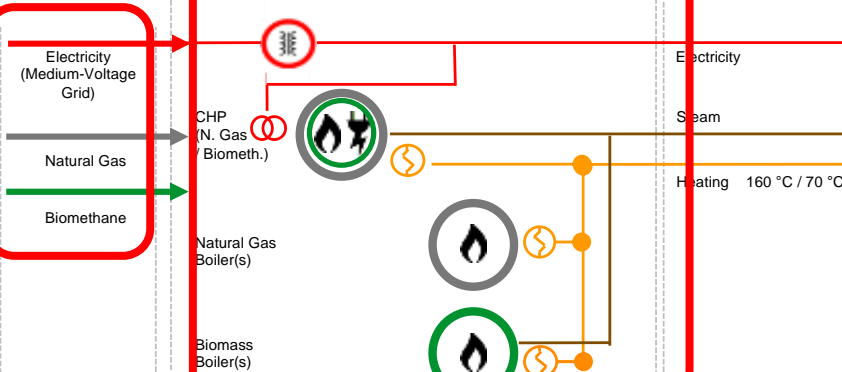 Electricity
(Medium-Voltage
Grid)
Natural Gas
Biomethane
CHP
(N. Gas
/ Biometh.)
Natural Gas
Boiler(s)
Biomass
Boiler(s)
Electricity
Steam
Heating 160 °C / 70 °C